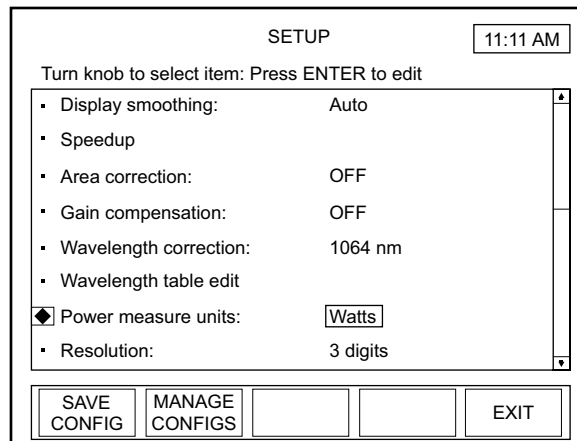 SETUP
11:11 AM
Turn knob to select item: Press ENTER to edit
Display smoothing: Auto
Speedup
Area correction: OFF
Gain compensation: OFF
Wavelength correction: 1064 nm
Wavelength table edit
Power measure units: Watts
Resolution: 3 digits
SAVE
CONFIG
MANAGE
CONFIGS
EXIT